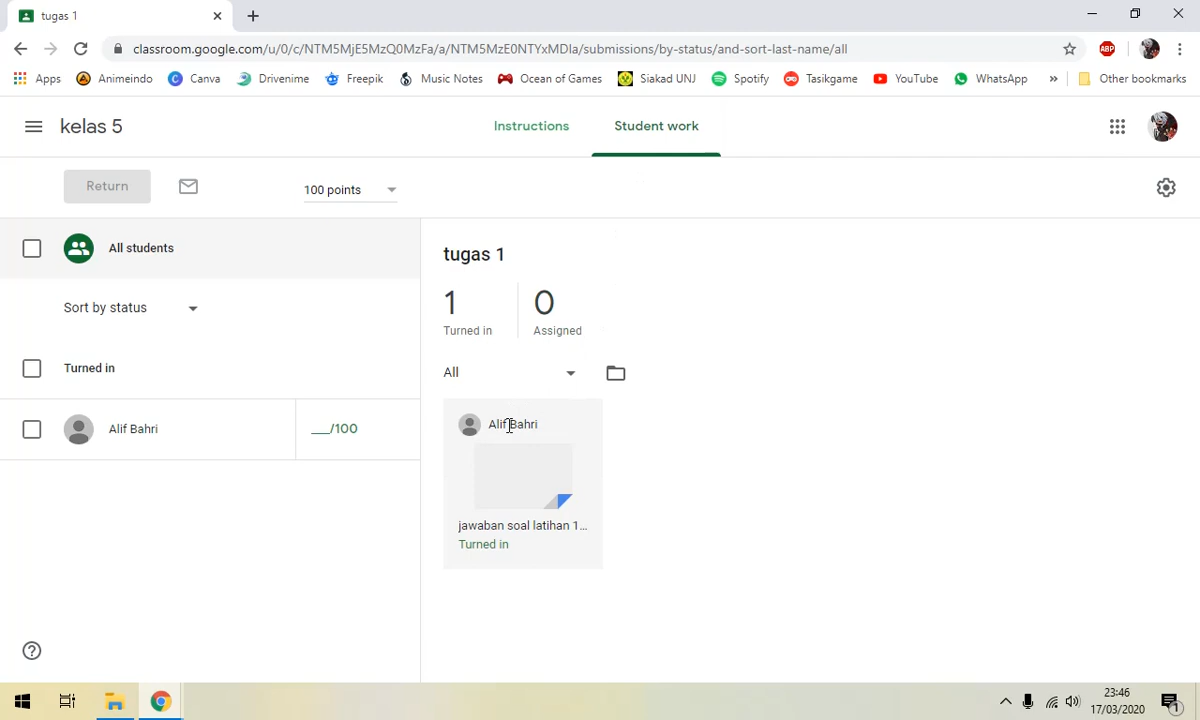 tugas 1
classroom.google.com/u/0/c/NTM5MjE5MzQ0MzFa/a/NTM5MzE0NTYxMDla/submissions/by-status/and-sort-last-name/all
ABP
Apps Animeindo Canva Drivenime Freepik Music Notes Ocean of Games Siakad UNJ Spotify Tasikgame YouTube WhatsApp » Other bookmarks
kelas 5 Instructions Student work
Return 100 points
All students
tugas 1
1 0
Turned in Assigned
Sort by status
Turned in
All
Alif Bahri ___/100
Alif Bahri
jawaban soal latihan 1...
Turned in
23:46
17/03/2020
1